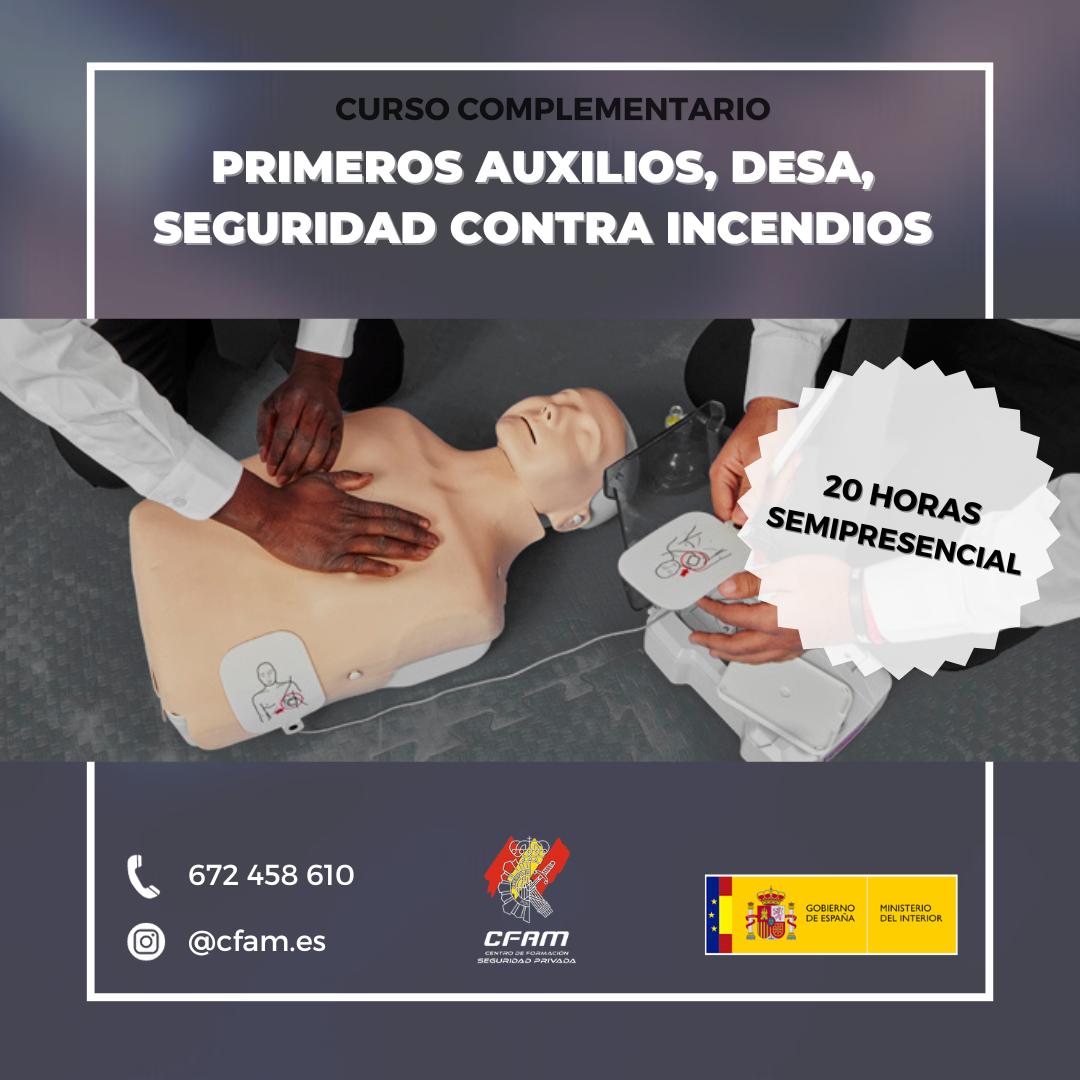 CURSO COMPLEMENTARIO
PRIMEROS AUXILIOS, DESA,
SEGURIDAD CONTRA INCENDIOS
20 HORAS
SEMIPRESENCIAL
672 458 610
@cfam.es
CFAM
CENTRO DE FORMACIÓN
SEGURIDAD PRIVADA
GOBIERNO
DE ESPAÑA
MINISTERIO
DEL INTERIOR